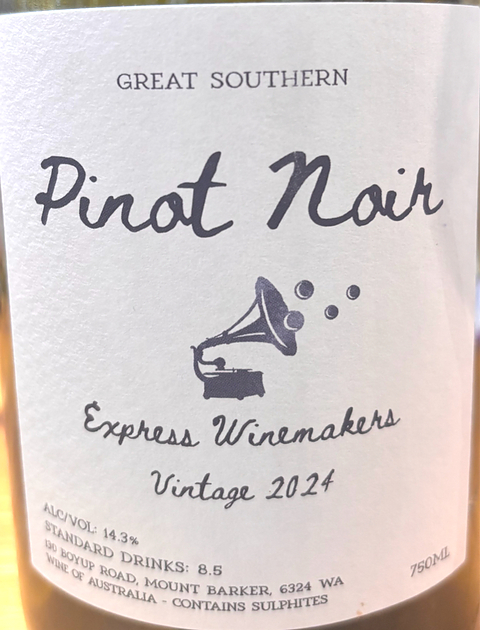 GREAT SOUTHERN
Pinot Noir
Express Winemakers
Vintage 2024
ALC/VOL: 14.3%
STANDARD DRINKS: 8.5
130 BOYUP ROAD, MOUNT BARKER, 6324 WA
WINE OF AUSTRALIA - CONTAINS SULPHITES
750ML